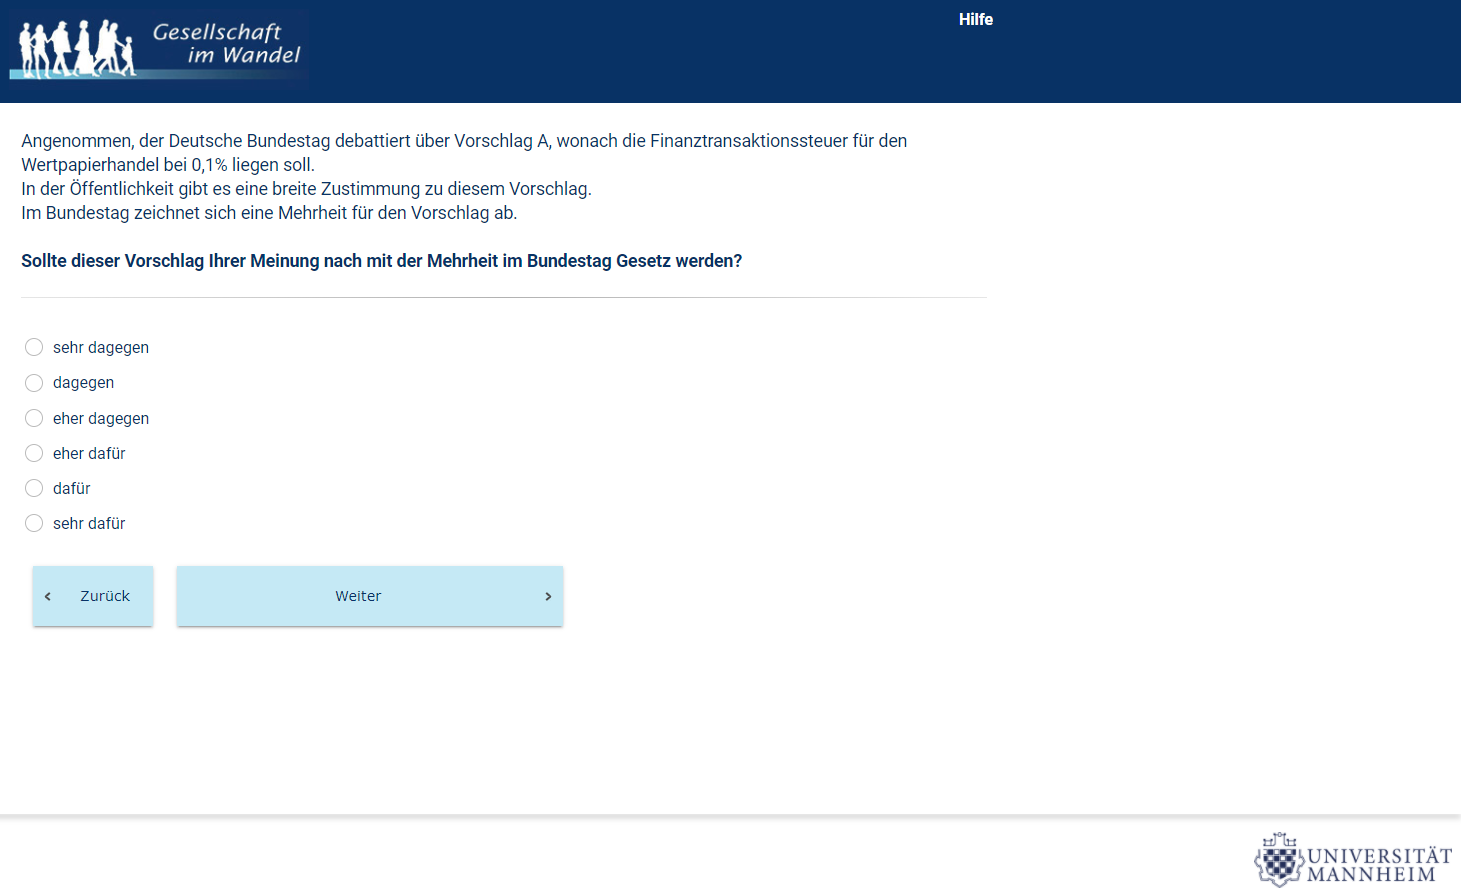 Gesellschaft
im Wandel
Hilfe
Angenommen, der Deutsche Bundestag debattiert über Vorschlag A, wonach die Finanztransaktionssteuer für den
Wertpapierhandel bei 0,1% liegen soll.
In der Öffentlichkeit gibt es eine breite Zustimmung zu diesem Vorschlag.
Im Bundestag zeichnet sich eine Mehrheit für den Vorschlag ab.
Sollte dieser Vorschlag Ihrer Meinung nach mit der Mehrheit im Bundestag Gesetz werden?
sehr dagegen
dagegen
eher dagegen
eher dafür
dafür
sehr dafür
Zurück
Weiter
UNIVERSITÄT
MANNHEIM